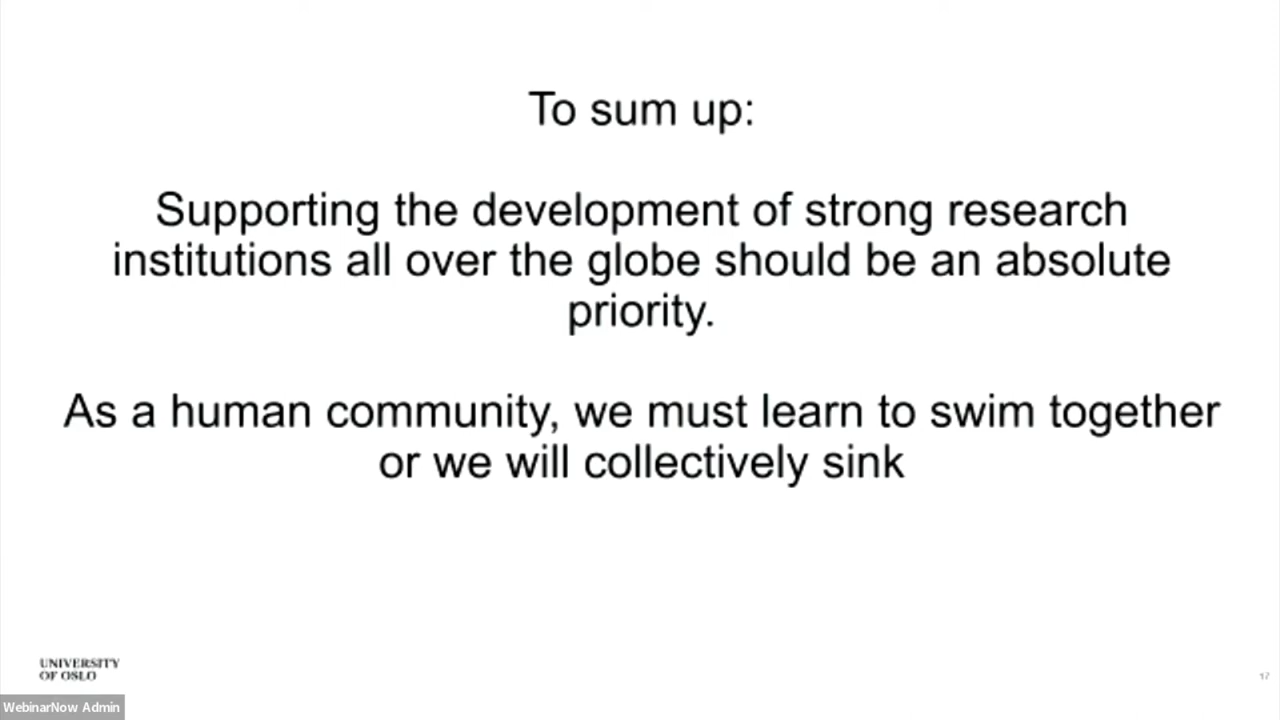 To sum up:
Supporting the development of strong research
institutions all over the globe should be an absolute
priority.
As a human community, we must learn to swim together
or we will collectively sink
UNIVERSITY
OF OSLO
17
WebinarNow Admin